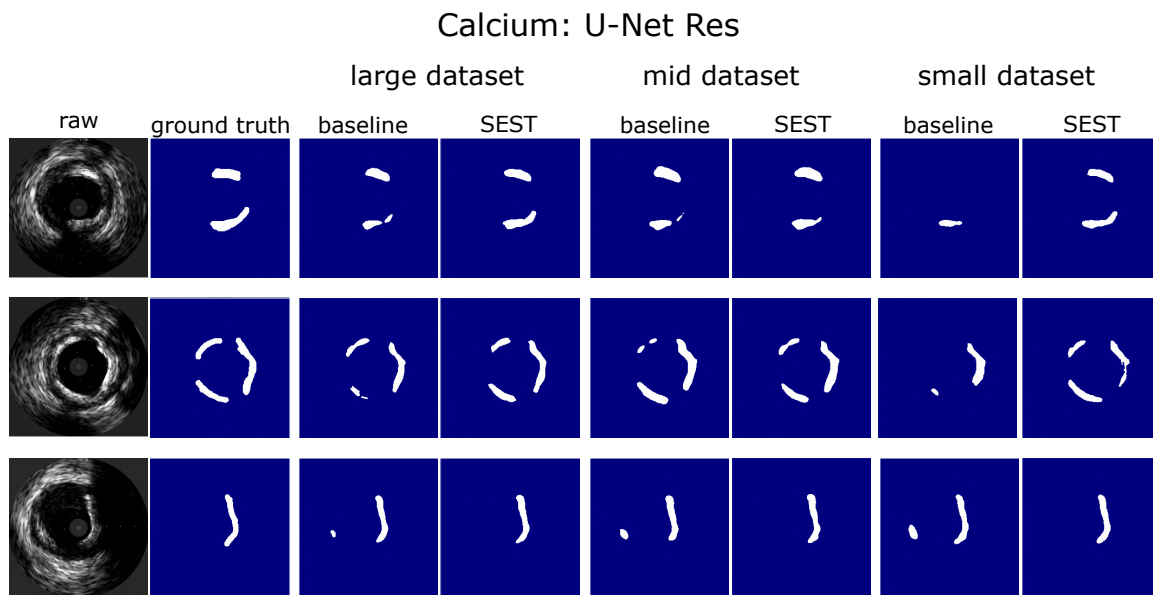 Calcium: U-Net Res
large dataset mid dataset small dataset
raw ground truth baseline SEST baseline SEST baseline SEST